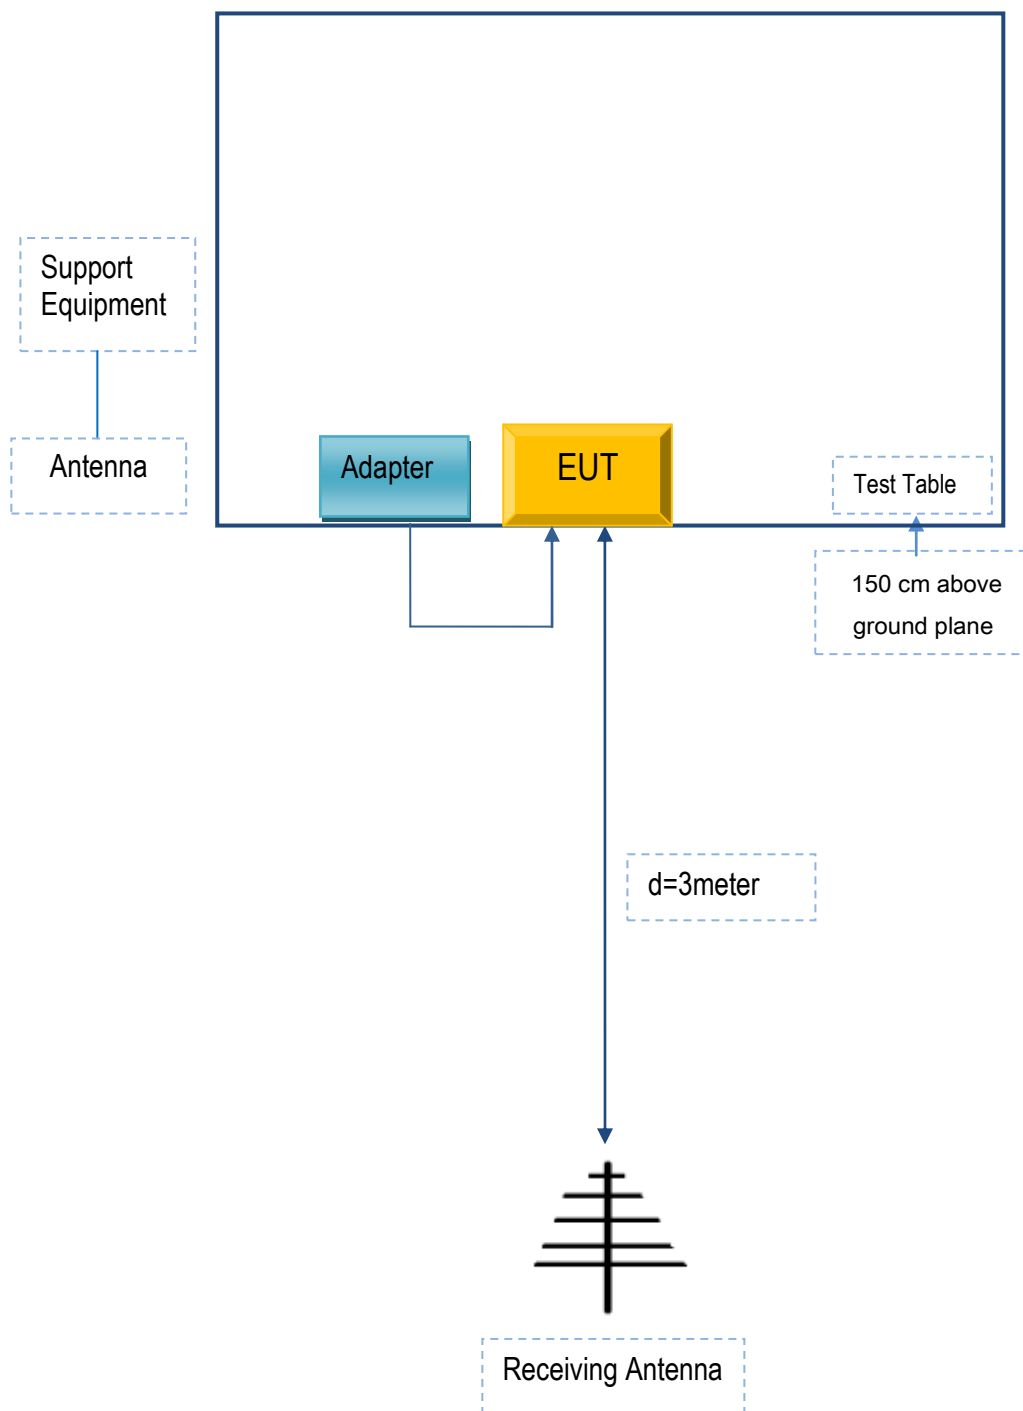 Support
Equipment
Antenna
Adapter
EUT
Test Table
150 cm above
ground plane
d=3meter
Receiving Antenna